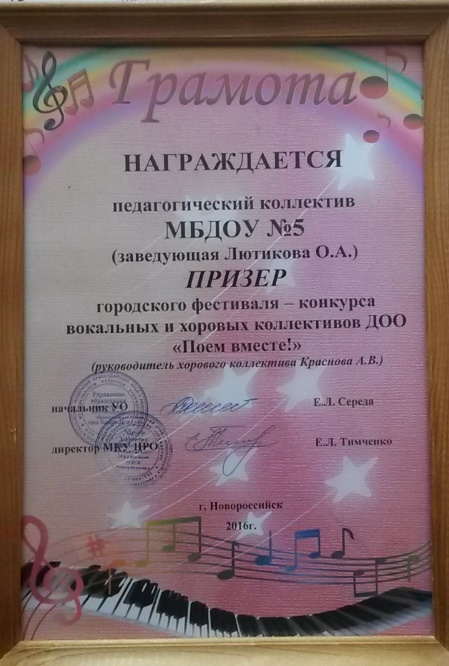 Грамота
НАГРАЖДАЕТСЯ
педагогический коллектив
МБДОУ №5
(заведующая Лютикова О.А.)
ПРИЗЕР
городского фестиваля – конкурса
вокальных и хоровых коллективов ДОО
«Поем вместе!»
(руководитель хорового коллектива Краснова А.В.)
начальник УО Е.Л. Середа
директор МКУ ЦРО Е.Л. Тимченко
г. Новороссийск
2016г.